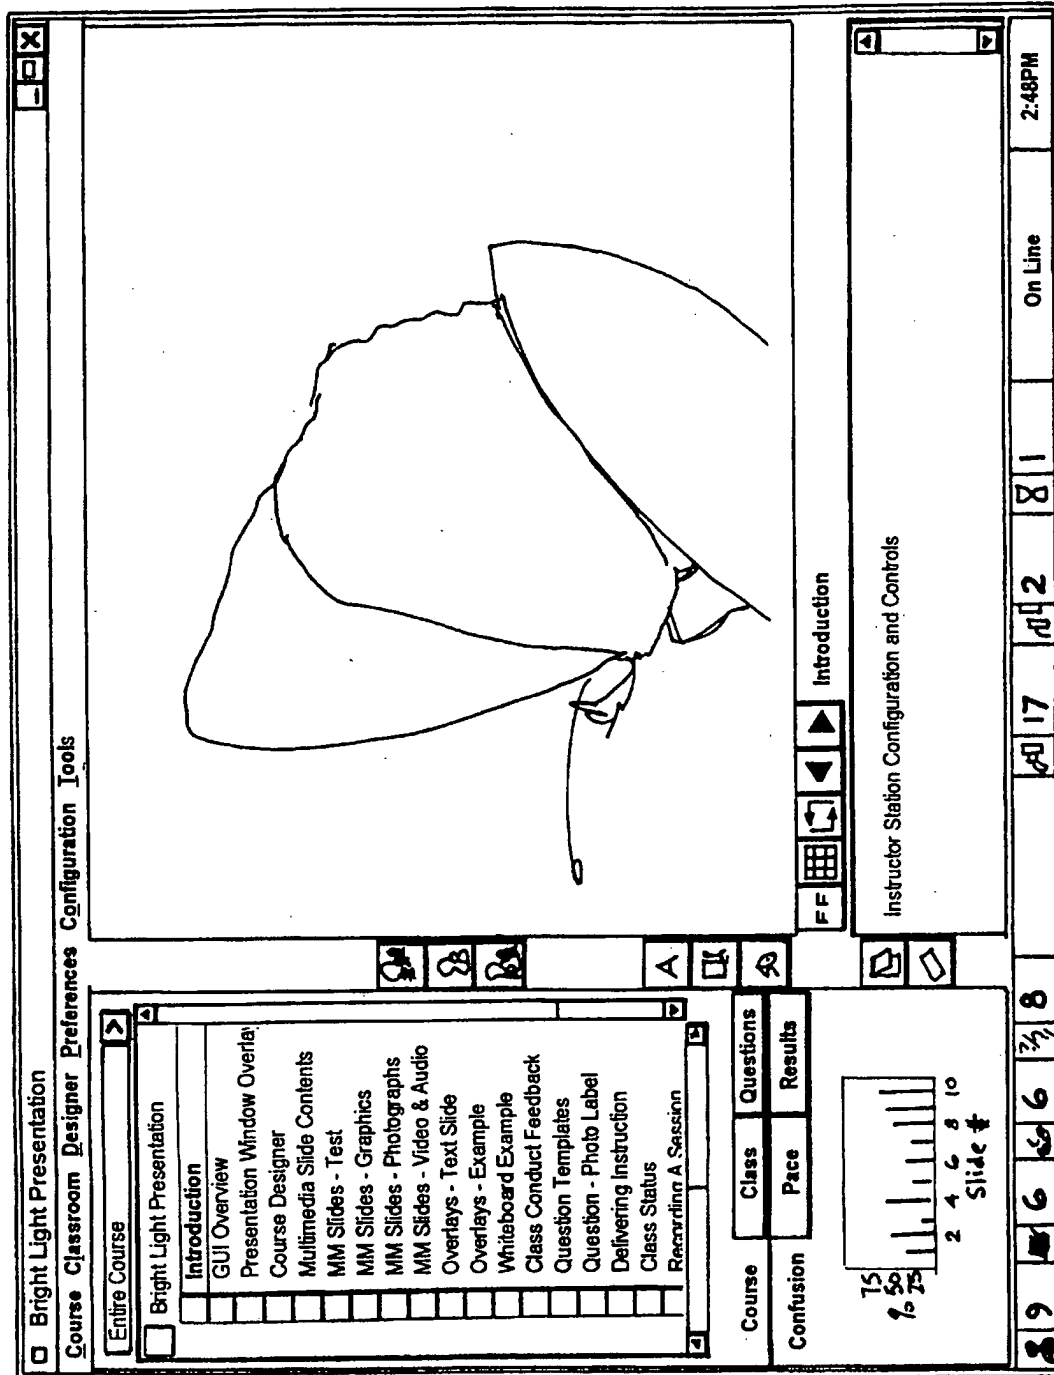 Bright Light Presentation
Course Classroom Designer Preferences Configuration Tools
Entire Course
Bright Light Presentation
Introduction
GUI Overview
Presentation Window Overla
Course Designer
Multimedia Slide Contents
MM Slides - Test
MM Slides - Graphics
MM Slides - Photographs
MM Slides - Video & Audio
Overlays - Text Slide
Overlays - Example
Whiteboard Example
Class Conduct Feedback
Question Templates
Question - Photo Label
Delivering Instruction
Class Status
Recording A Session
A
FF Introduction
Course Class Questions
Confusion Pace Results
75
% 50
25
2 4 6 8 10
Slide #
Instructor Station Configuration and Controls
9 6 6 8 17 2 1 On Line 2:48PM